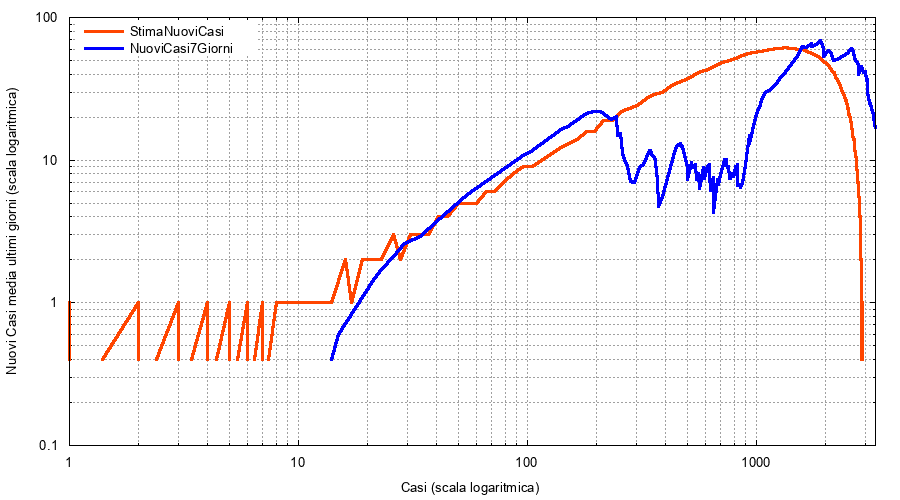 100
StimaNuoviCasi
NuoviCasi7Giorni
Nuovi Casi media ultimi giorni (scala logaritmica)
10
1
0.1
1 10 100 1000
Casi (scala logaritmica)